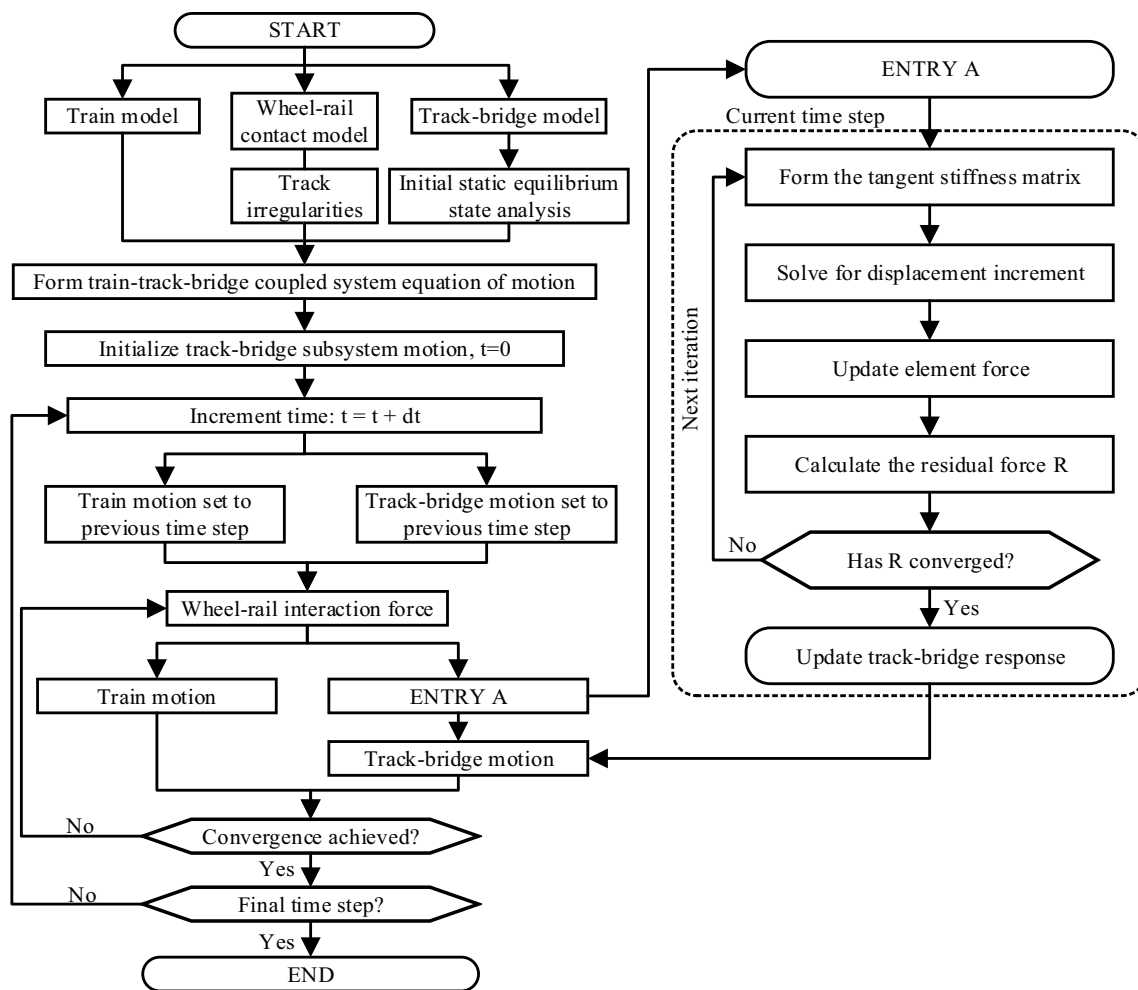 START
Train model
Wheel-rail
contact model
Track-bridge model
Track
irregularities
Initial static equilibrium
state analysis
Form train-track-bridge coupled system equation of motion
Initialize track-bridge subsystem motion, t=0
Increment time: t = t + dt
Train motion set to
previous time step
Track-bridge motion set to
previous time step
Wheel-rail interaction force
Train motion
ENTRY A
Track-bridge motion
No
Convergence achieved?
Yes
No
Final time step?
Yes
END
ENTRY A
Current time step
Form the tangent stiffness matrix
Solve for displacement increment
Next iteration
Update element force
Calculate the residual force R
No
Has R converged?
Yes
Update track-bridge response